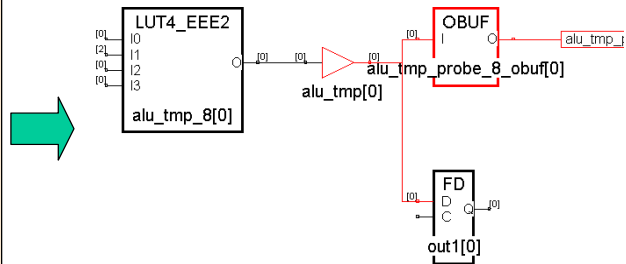 LUT4_EEE2
[0] I0
[2] I1
[0] I2
[0] I3
O [0] [0]
alu_tmp_8[0]
[0]
alu_tmp[0]
OBUF
[0] I O
alu_tmp_probe_8_obuf[0]
alu_tmp_p
FD
[0] D
C
Q [0]
out1[0]